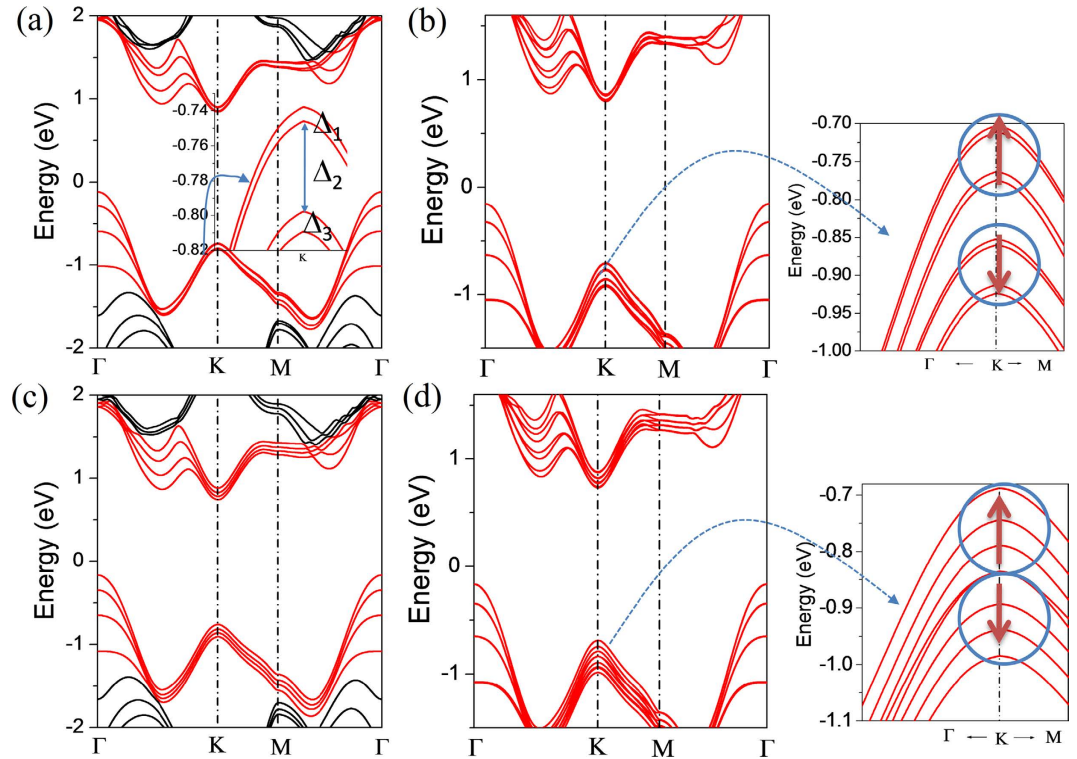 (a)
Energy (eV)
2
1
0
-1
-2
Γ
K
M
Γ
-0.74
-0.76
-0.78
-0.80
-0.82
Δ1
Δ2
Δ3
K
(b)
Energy (eV)
1
0
-1
Γ
K
M
Γ
Energy (eV)
-0.70
-0.75
-0.80
-0.85
-0.90
-0.95
-1.00
Γ ← K → M
(c)
Energy (eV)
2
1
0
-1
-2
Γ
K
M
Γ
(d)
Energy (eV)
1
0
-1
Γ
K
M
Γ
Energy (eV)
-0.7
-0.8
-0.9
-1.0
-1.1
Γ ← K → M